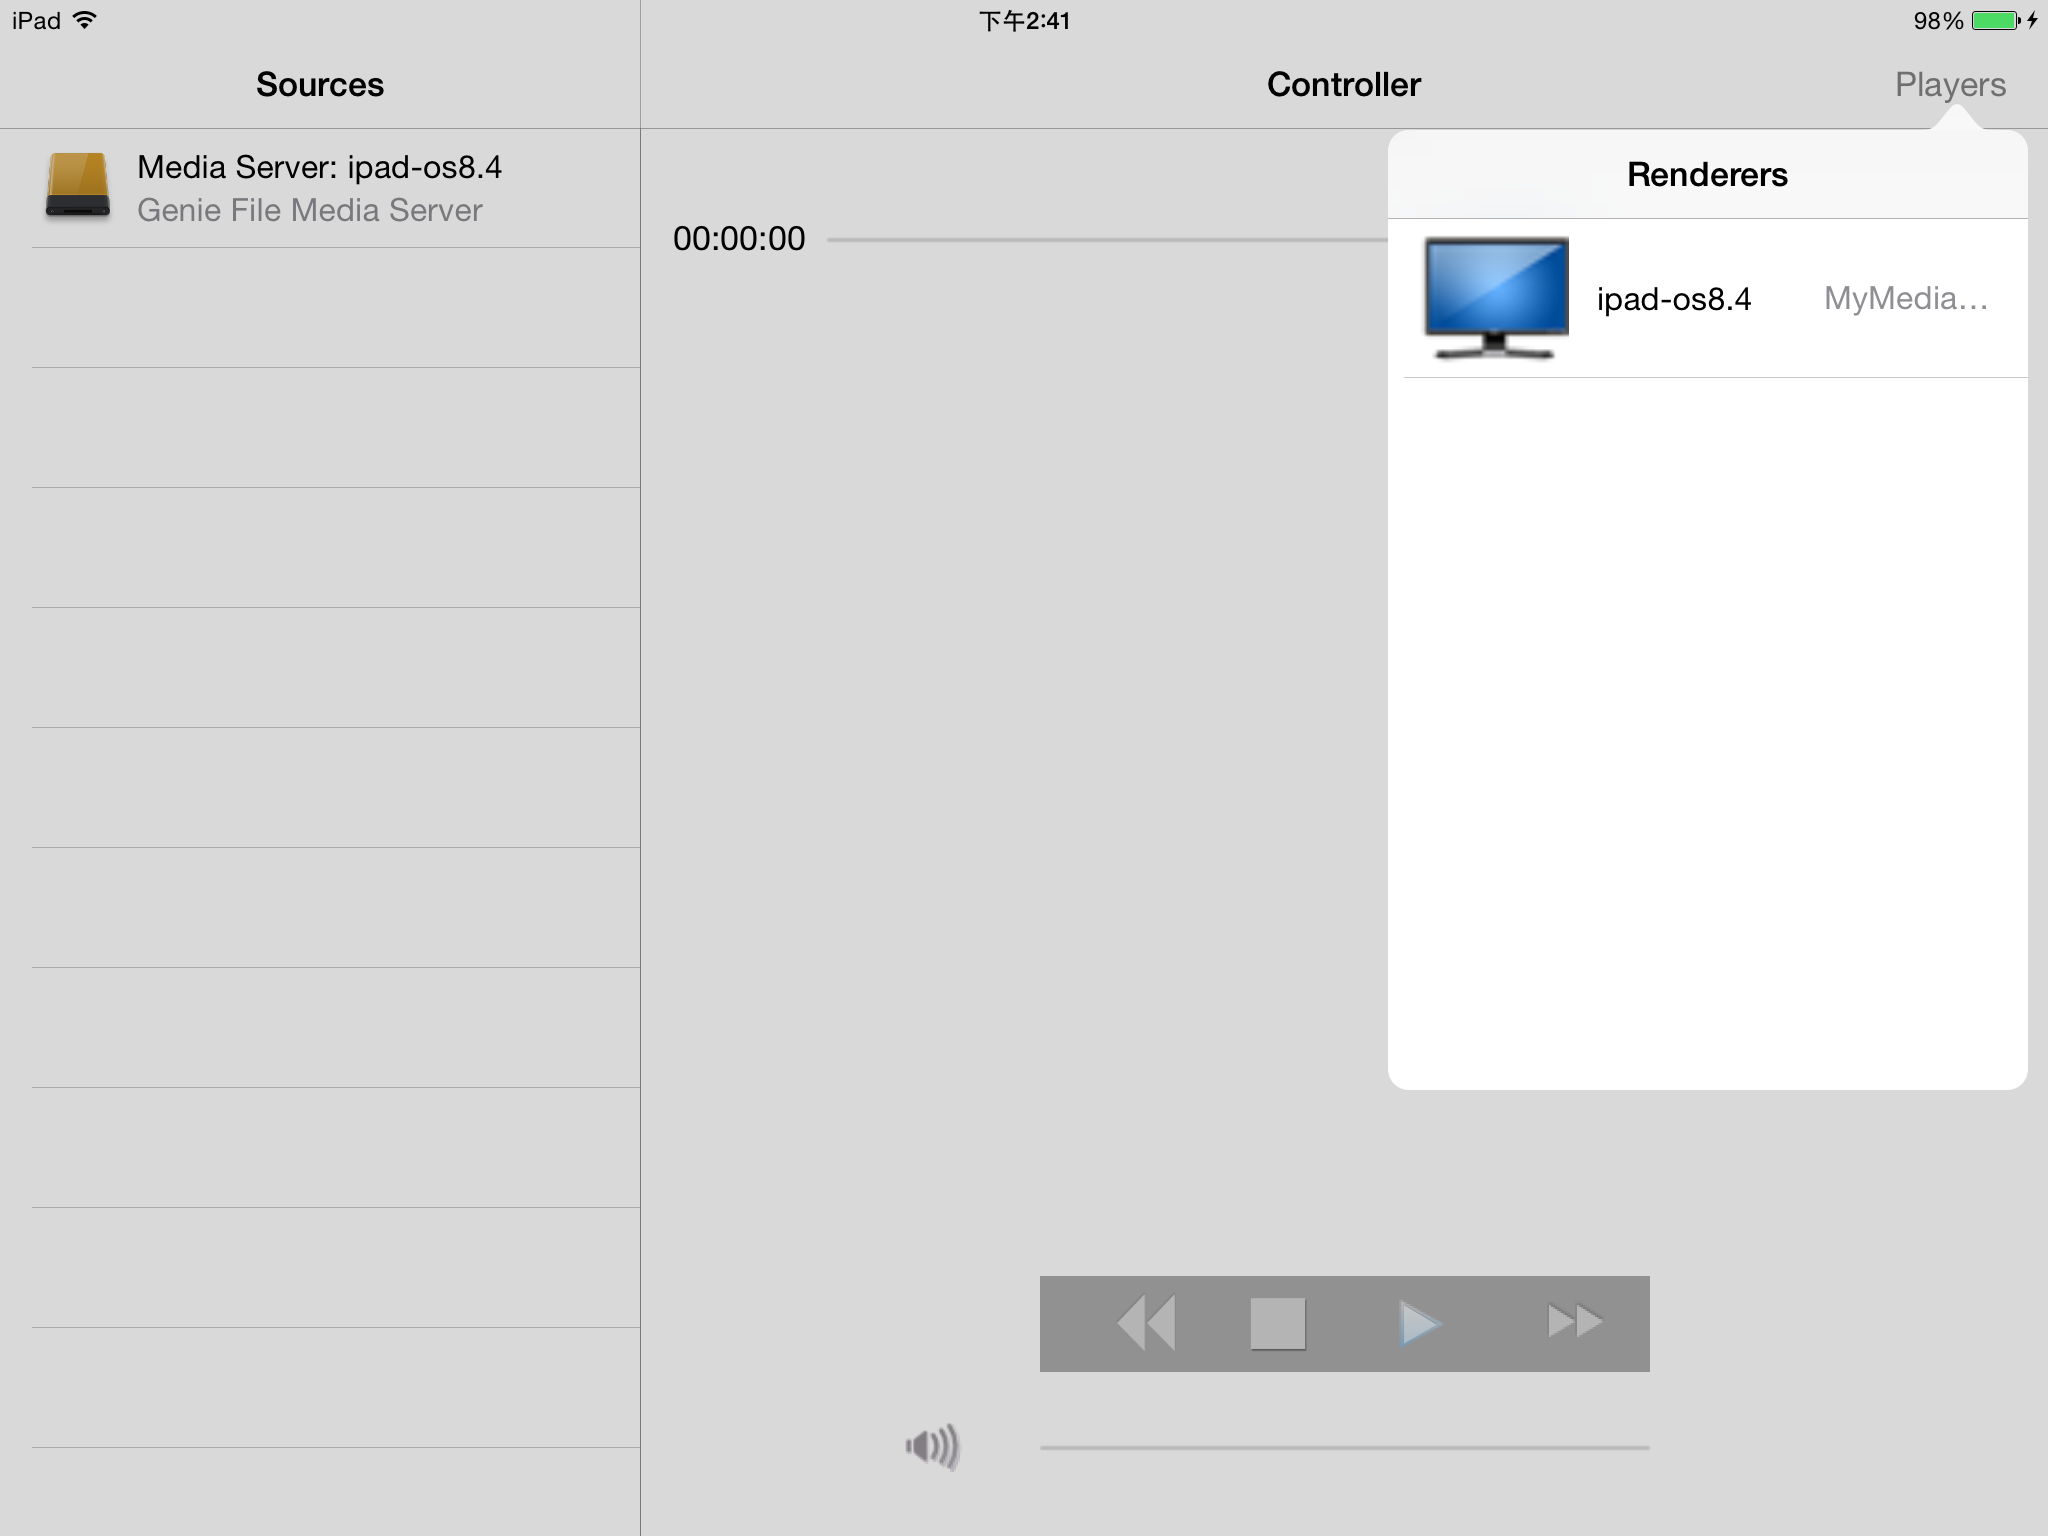 iPad
下午2:41
98%
Sources
Controller
Players
Media Server: ipad-os8.4
Genie File Media Server
00:00:00
Renderers
ipad-os8.4 MyMedia...